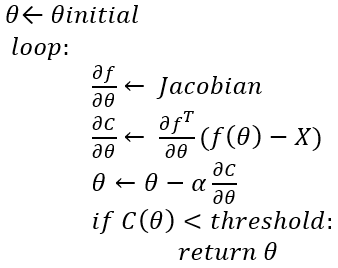 θ← θinitial
loop:
∂f/∂θ ← Jacobian
∂C/∂θ ← ∂f^T/∂θ (f(θ) − X)
θ ← θ − α ∂C/∂θ
if C(θ) < threshold:
return θ